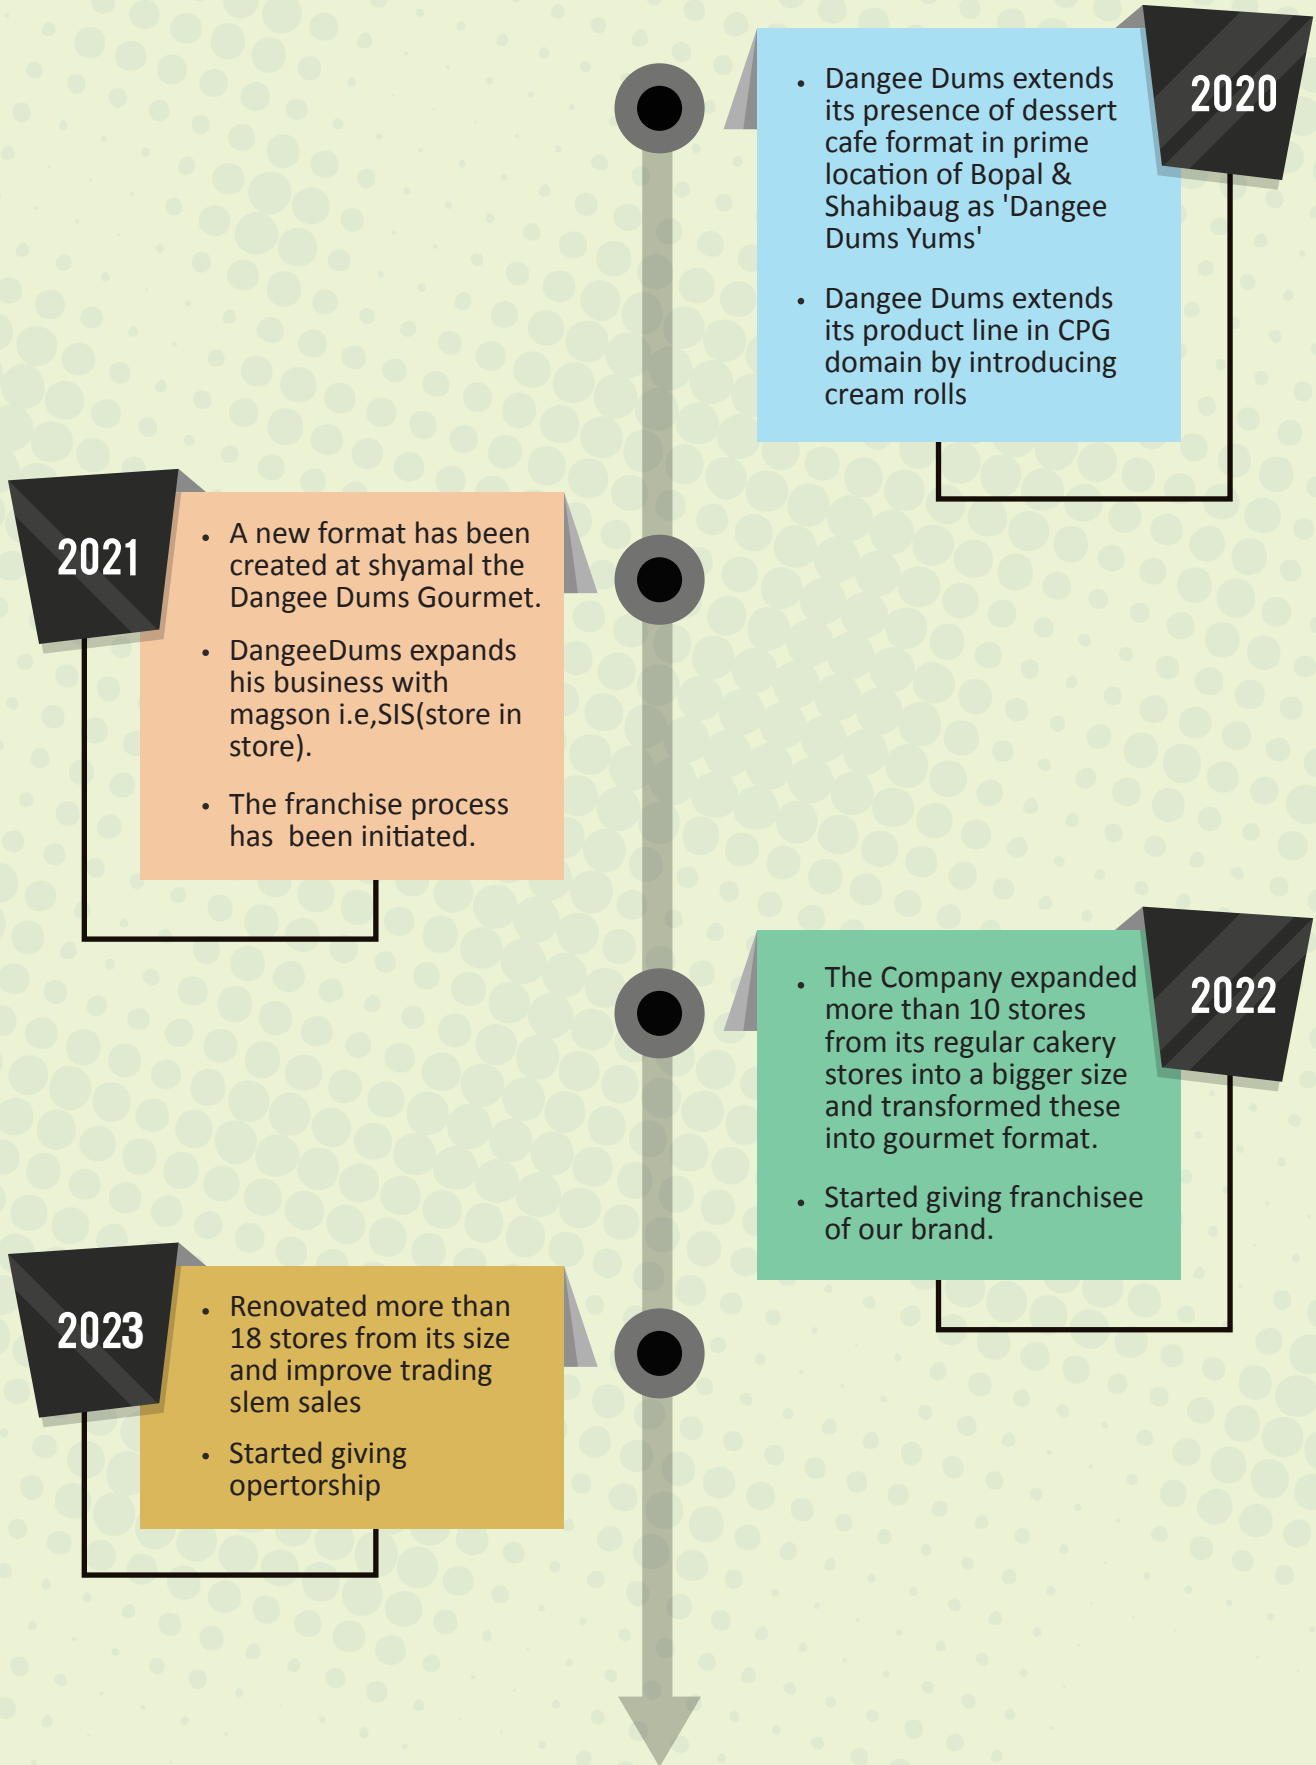 2020
• Dangee Dums extends
its presence of dessert
cafe format in prime
location of Bopal &
Shahibaug as 'Dangee
Dums Yums'
• Dangee Dums extends
its product line in CPG
domain by introducing
cream rolls
2021
• A new format has been
created at shyamal the
Dangee Dums Gourmet.
• DangeeDums expands
his business with
magson i.e,SIS(store in
store).
• The franchise process
has  been initiated.
2022
• The Company expanded
more than 10 stores
from its regular cakery
stores into a bigger size
and transformed these
into gourmet format.
• Started giving franchisee
of our brand.
2023
• Renovated more than
18 stores from its size
and improve trading
slem sales
• Started giving
opertorship